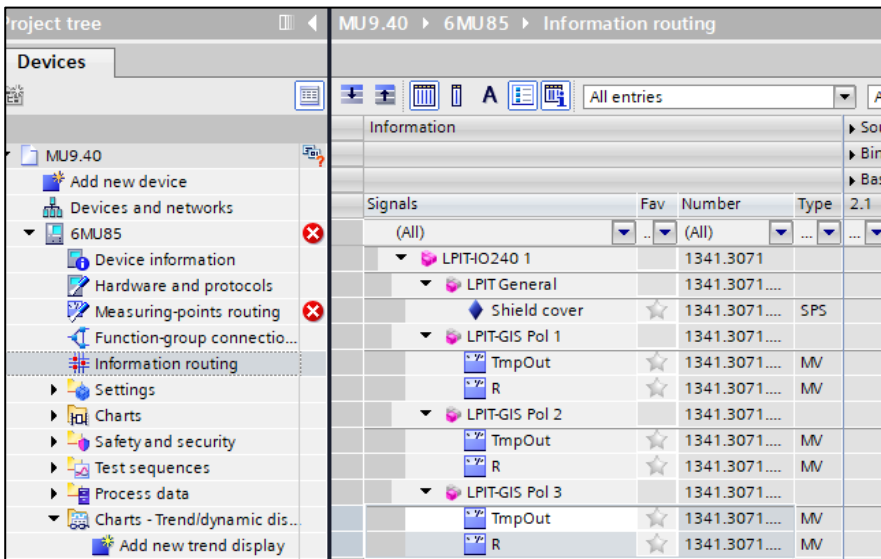 Project tree
MU9.40 ▸ 6MU85 ▸ Information routing
Devices
A
All entries
Information
MU9.40
Add new device
Devices and networks
6MU85
Device information
Hardware and protocols
Measuring-points routing
Function-group connectio...
Information routing
Settings
Charts
Safety and security
Test sequences
Process data
Charts - Trend/dynamic dis...
Add new trend display
Sou
Bin
Bas
Signals Fav Number Type 2.1
(All) .. (All) ... ...
LPIT-IO240 1 1341.3071
LPIT General 1341.3071....
Shield cover 1341.3071.... SPS
LPIT-GIS Pol 1 1341.3071....
TmpOut 1341.3071.... MV
R 1341.3071.... MV
LPIT-GIS Pol 2 1341.3071....
TmpOut 1341.3071.... MV
R 1341.3071.... MV
LPIT-GIS Pol 3 1341.3071....
TmpOut 1341.3071.... MV
R 1341.3071.... MV